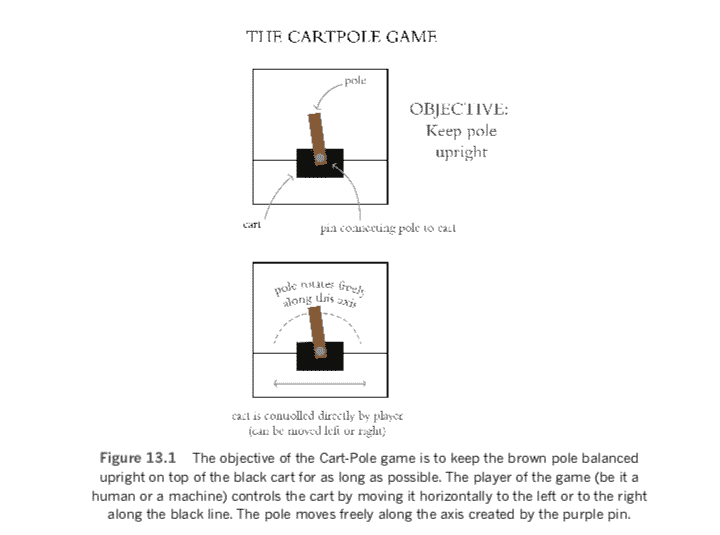 THE CARTPOLE GAME
pole
OBJECTIVE:
Keep pole
upright
cart
pin connecting pole to cart
pole rotates freely
along this axis
cart is controlled directly by player
(can be moved left or right)
Figure 13.1 The objective of the Cart-Pole game is to keep the brown pole balanced
upright on top of the black cart for as long as possible. The player of the game (be it a
human or a machine) controls the cart by moving it horizontally to the left or to the right
along the black line. The pole moves freely along the axis created by the purple pin.